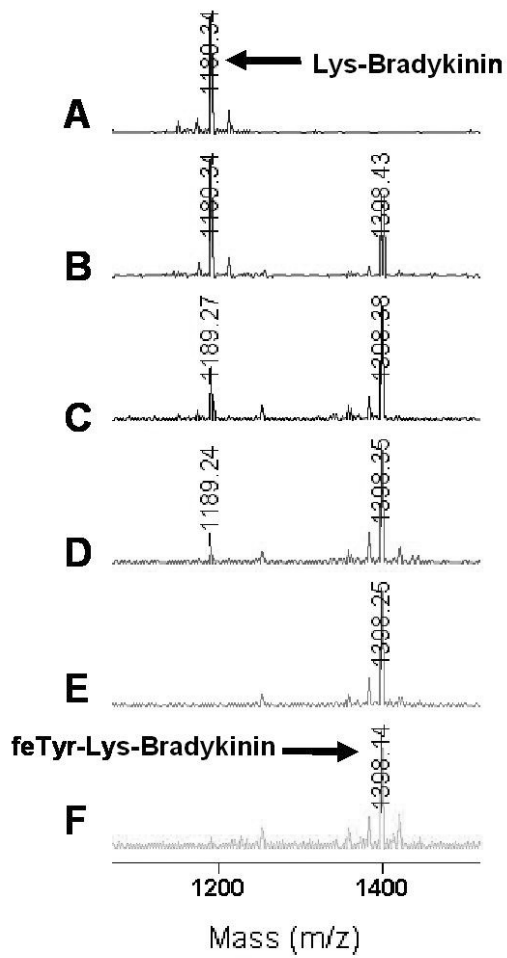 1189.34
Lys-Bradykinin
A
1189.34
1398.43
B
1189.27
1398.38
C
1189.24
1398.35
D
1398.25
E
feTyr-Lys-Bradykinin
1398.14
F
1200 1400
Mass (m/z)